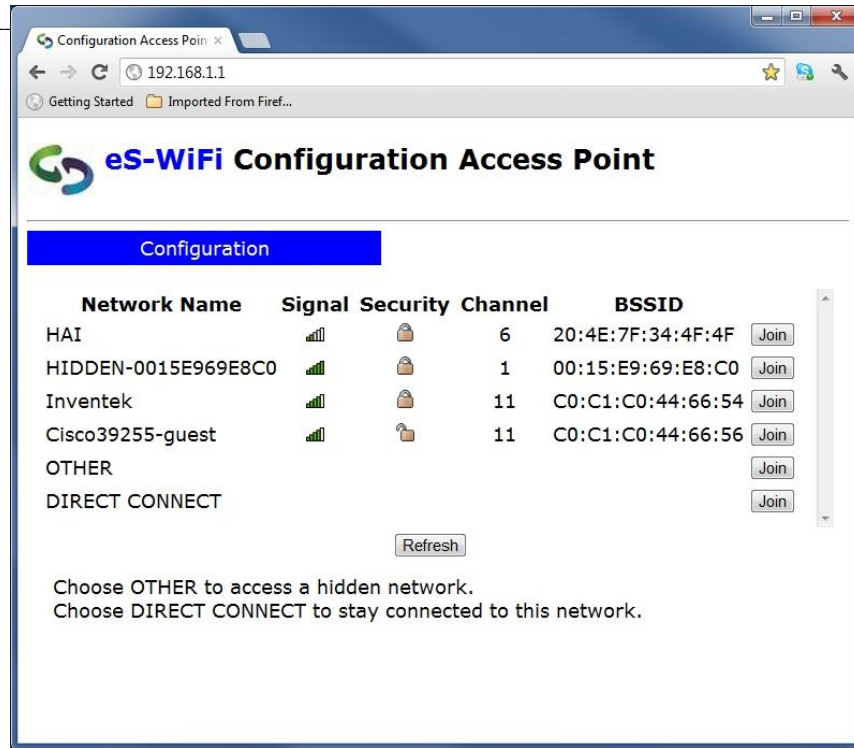 Configuration Access Poin
192.168.1.1
Getting Started Imported From Firef...
eS-WiFi Configuration Access Point
Configuration
Network Name Signal Security Channel BSSID
HAI 6 20:4E:7F:34:4F:4F Join
HIDDEN-0015E969E8C0 1 00:15:E9:69:E8:C0 Join
Inventek 11 C0:C1:C0:44:66:54 Join
Cisco39255-guest 11 C0:C1:C0:44:66:56 Join
OTHER Join
DIRECT CONNECT Join
Refresh
Choose OTHER to access a hidden network.
Choose DIRECT CONNECT to stay connected to this network.